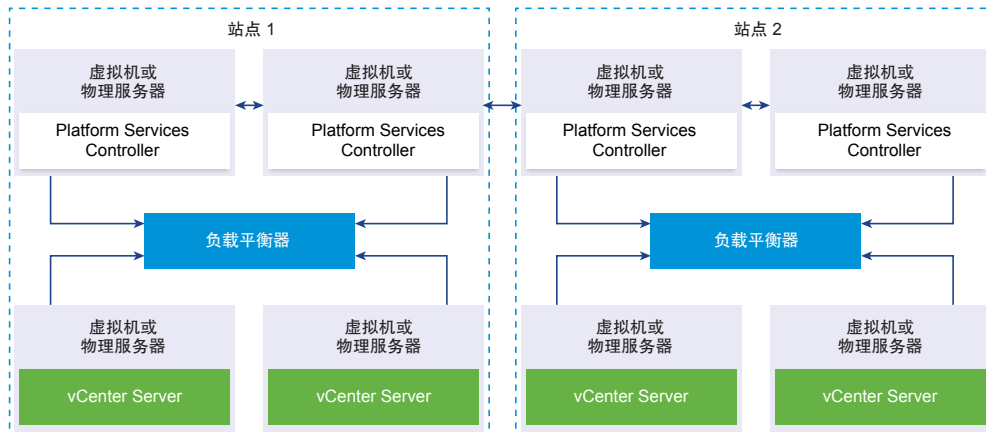 站点 1
虚拟机或
物理服务器
Platform Services
Controller
虚拟机或
物理服务器
Platform Services
Controller
负载平衡器
虚拟机或
物理服务器
vCenter Server
虚拟机或
物理服务器
vCenter Server
站点 2
虚拟机或
物理服务器
Platform Services
Controller
虚拟机或
物理服务器
Platform Services
Controller
负载平衡器
虚拟机或
物理服务器
vCenter Server
虚拟机或
物理服务器
vCenter Server